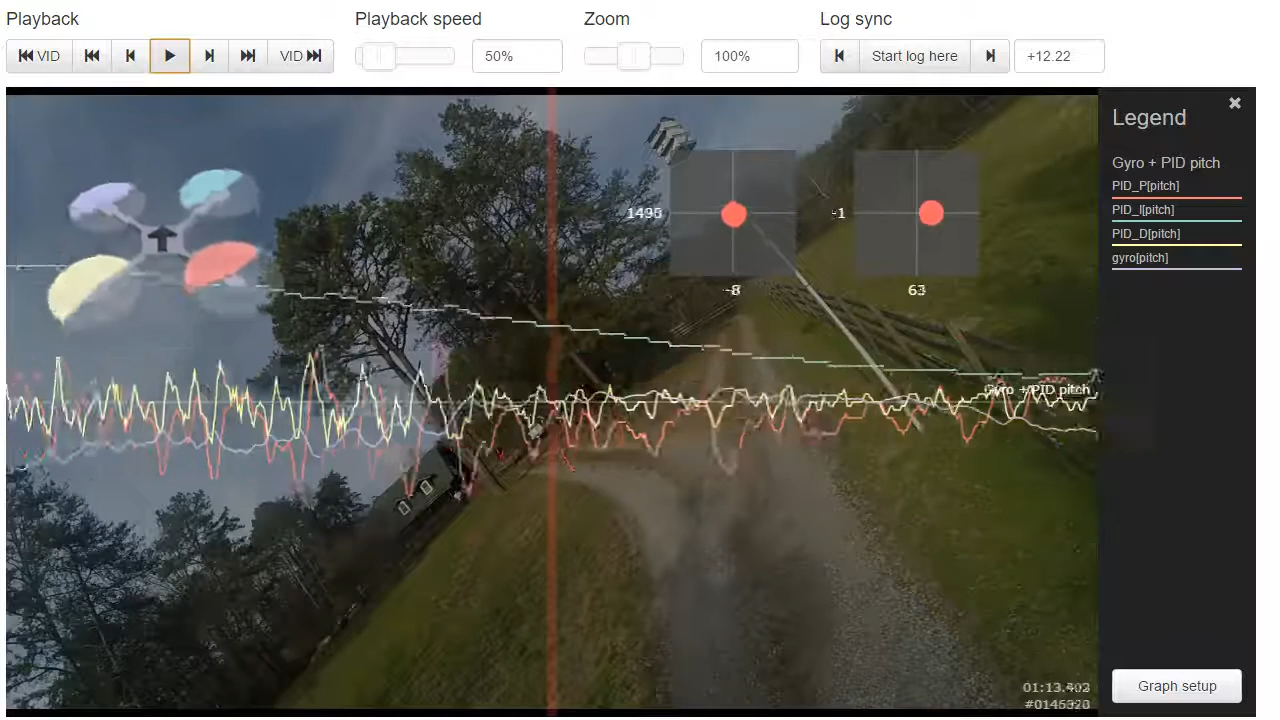 Playback
Playback speed
Zoom
Log sync
VID
VID
50%
100%
Start log here
+12.22
Legend
Gyro + PID pitch
PID_P[pitch]
PID_I[pitch]
PID_D[pitch]
gyro[pitch]
1495
-1
-8
63
Gyro + PID pitch
Graph setup
01:13.402